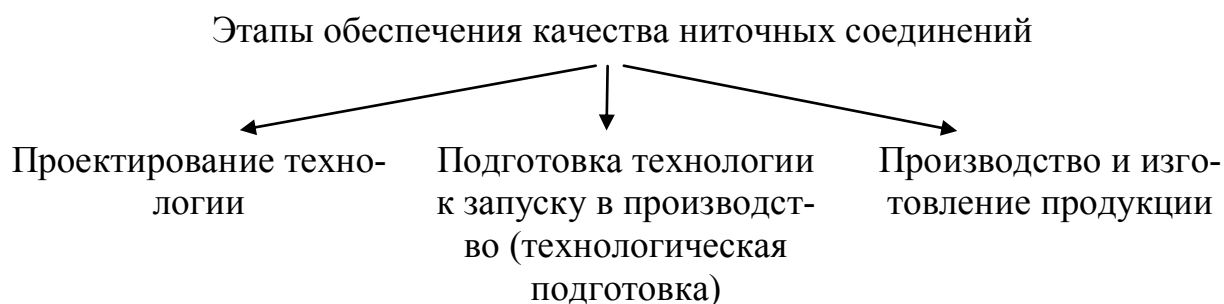 Этапы обеспечения качества ниточных соединений
Проектирование техно-
логии
Подготовка технологии
к запуску в производст-
во (технологическая
подготовка)
Производство и изго-
товление продукции